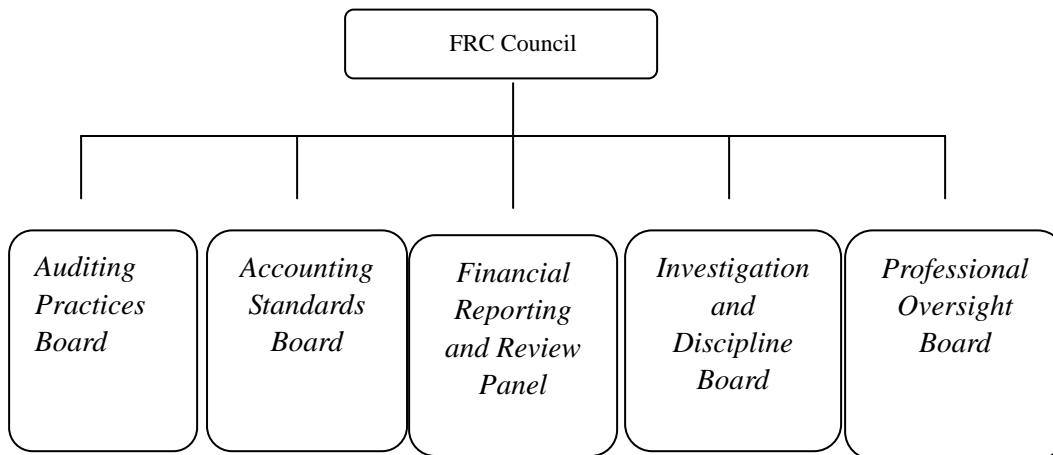 FRC Council
Auditing
Practices
Board
Accounting
Standards
Board
Financial
Reporting
and Review
Panel
Investigation
and
Discipline
Board
Professional
Oversight
Board